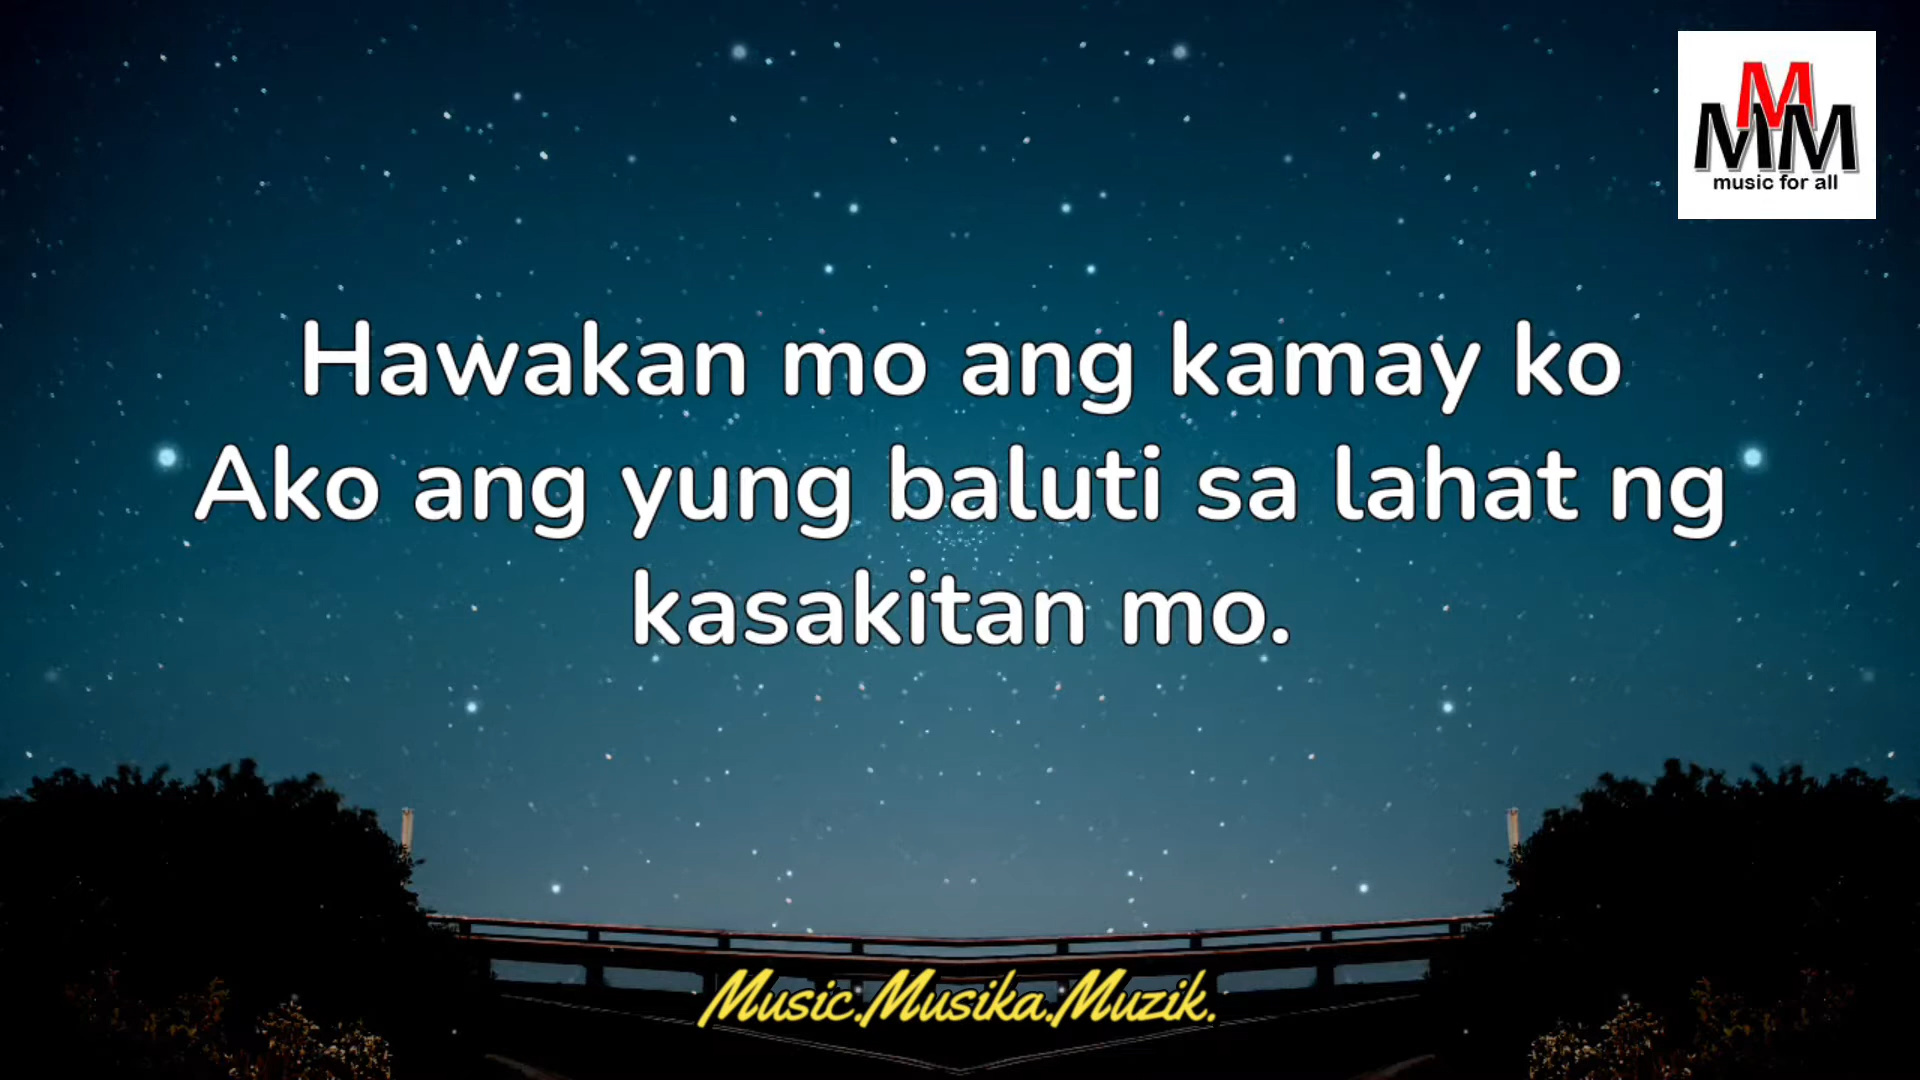 MMM
music for all
Hawakan mo ang kamay ko
Ako ang yung baluti sa lahat ng
kasakitan mo.
Music.Musika.Muzik.